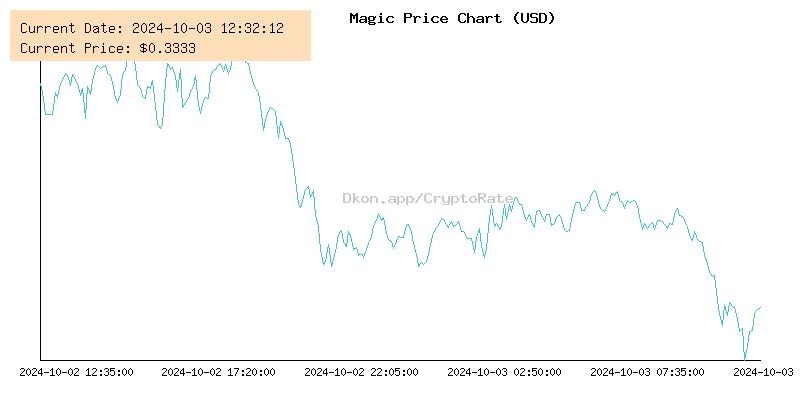 Magic Price Chart (USD)
Current Date: 2024-10-03 12:32:12
Current Price: $0.3333
Dkon.app/CryptoRate
2024-10-02 12:35:00 2024-10-02 17:20:00 2024-10-02 22:05:00 2024-10-03 02:50:00 2024-10-03 07:35:00 2024-10-03